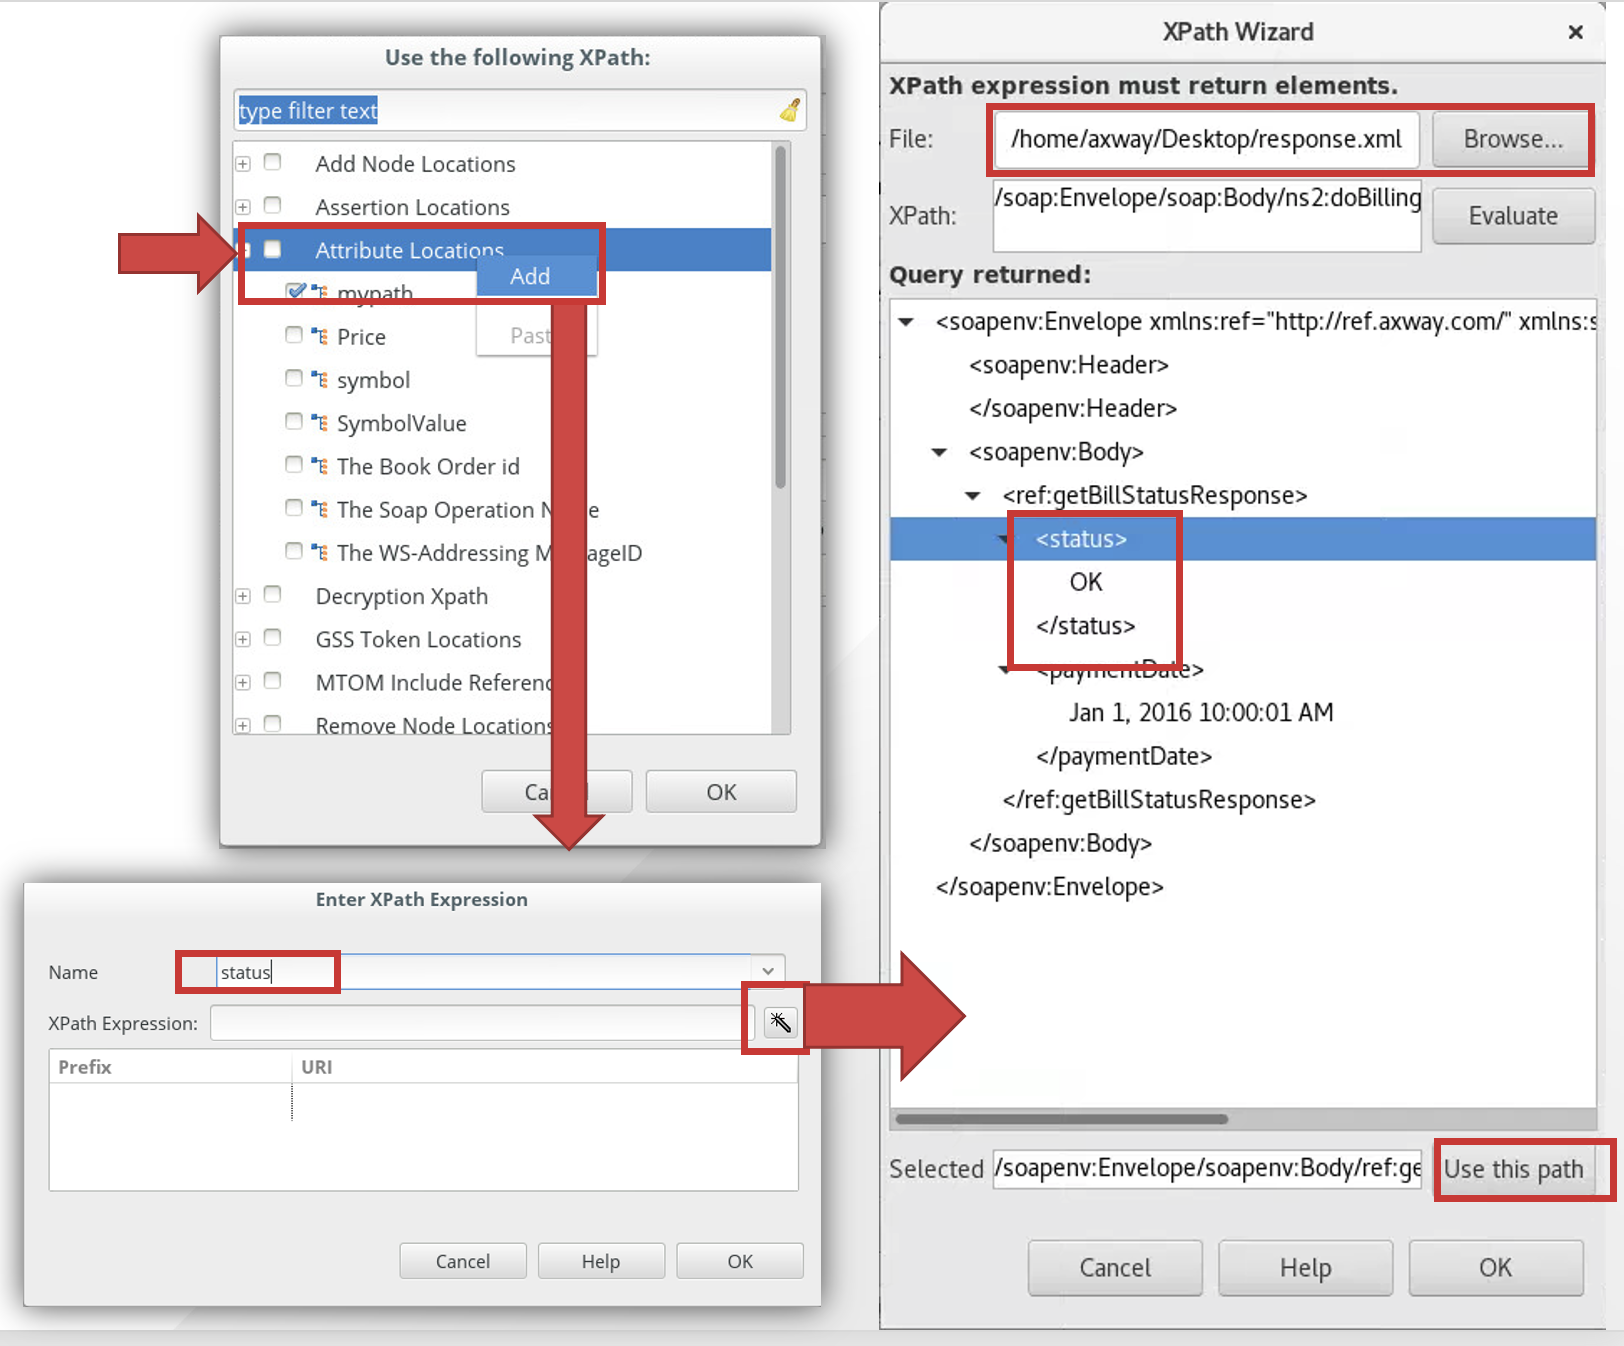 Use the following XPath:
type filter text
Add Node Locations
Assertion Locations
Attribute Locations
Add
mypath
Price
symbol
SymbolValue
The Book Order id
The Soap Operation
The WS-Addressing
Decryption Xpath
GSS Token Locations
MTOM Include
Remove Node Locations
OK
Enter XPath Expression
Name
status
XPath Expression:
Prefix URI
Cancel Help OK
XPath Wizard
XPath expression must return elements.
File: /home/axway/Desktop/response.xml Browse...
XPath: /soap:Envelope/soap:Body/ns2:doBilling Evaluate
Query returned:
<soapenv:Envelope xmlns:ref="http://ref.axway.com/" xmlns:s
<soapenv:Header>
</soapenv:Header>
<soapenv:Body>
<ref:getBillStatusResponse>
<status>
OK
</status>
<paymentDate>
Jan 1, 2016 10:00:01 AM
</paymentDate>
</ref:getBillStatusResponse>
</soapenv:Body>
</soapenv:Envelope>
Selected /soapenv:Envelope/soapenv:Body/ref:ge Use this path
Cancel Help OK